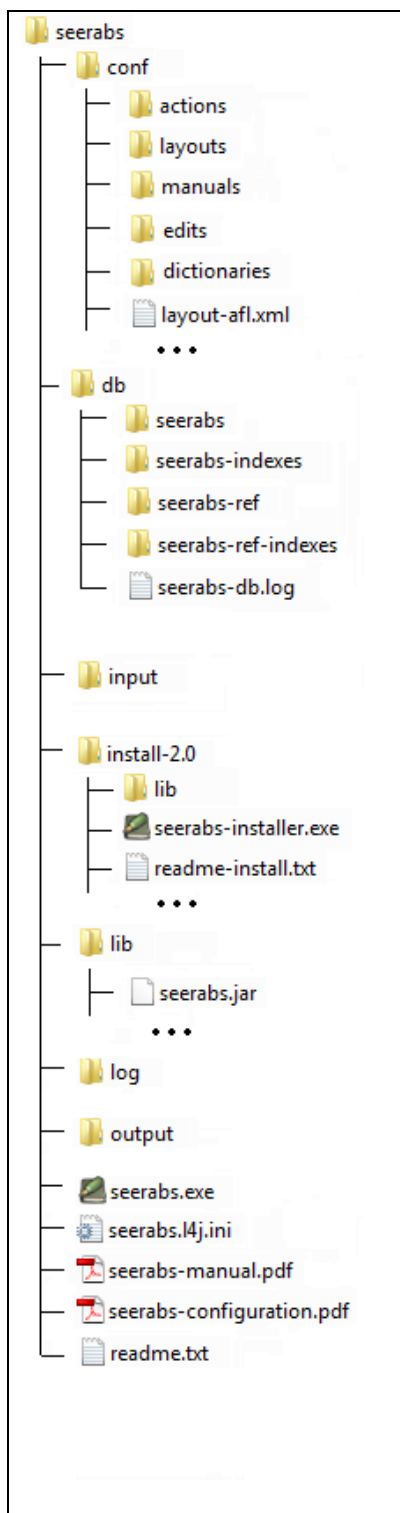 seerabs
conf
actions
layouts
manuals
edits
dictionaries
layout-afl.xml
•••
db
seerabs
seerabs-indexes
seerabs-ref
seerabs-ref-indexes
seerabs-db.log
input
install-2.0
lib
seerabs-installer.exe
readme-install.txt
•••
lib
seerabs.jar
•••
log
output
seerabs.exe
seerabs.l4j.ini
seerabs-manual.pdf
seerabs-configuration.pdf
readme.txt